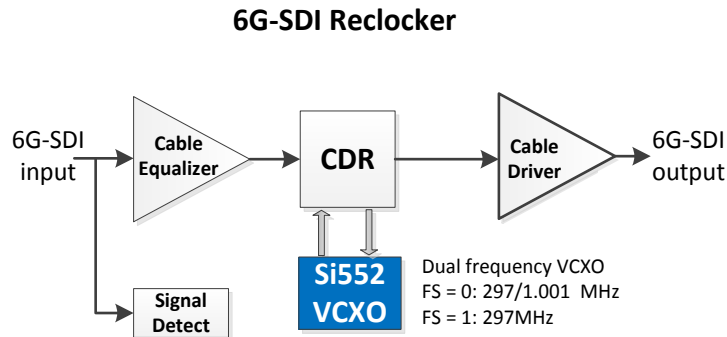 6G-SDI Reclocker
6G-SDI
input
Cable
Equalizer
CDR
Cable
Driver
6G-SDI
output
Si552
VCXO
Dual frequency VCXO
FS = 0: 297/1.001 MHz
FS = 1: 297MHz
Signal
Detect